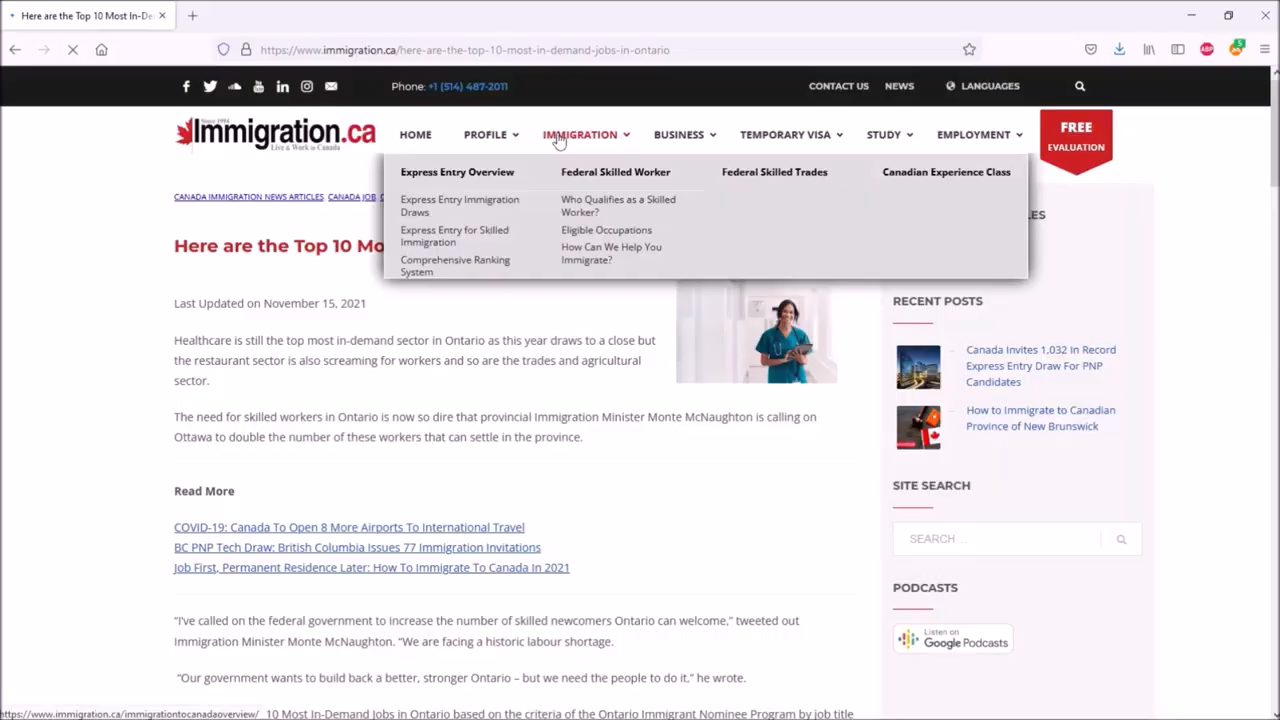 Here are the Top 10 Most In-De
https://www.immigration.ca/here-are-the-top-10-most-in-demand-jobs-in-ontario
5
ABP
Phone: +1 (514) 487-2011
CONTACT US
NEWS
LANGUAGES
Since 1994
Immigration.ca
Live & Work in Canada
HOME
PROFILE
IMMIGRATION
BUSINESS
TEMPORARY VISA
STUDY
EMPLOYMENT
FREE
EVALUATION
Express Entry Overview
Federal Skilled Worker
Federal Skilled Trades
Canadian Experience Class
Express Entry Immigration
Draws
Express Entry for Skilled
Immigration
Comprehensive Ranking
System
Who Qualifies as a Skilled
Worker?
Eligible Occupations
How Can We Help You
Immigrate?
CANADA IMMIGRATION NEWS ARTICLES, CANADA JOB, C
Here are the Top 10 Mo
Last Updated on November 15, 2021
Healthcare is still the top most in-demand sector in Ontario as this year draws to a close but
the restaurant sector is also screaming for workers and so are the trades and agricultural
sector.
The need for skilled workers in Ontario is now so dire that provincial Immigration Minister Monte McNaughton is calling on
Ottawa to double the number of these workers that can settle in the province.
Read More
COVID-19: Canada To Open 8 More Airports To International Travel
BC PNP Tech Draw: British Columbia Issues 77 Immigration Invitations
Job First, Permanent Residence Later: How To Immigrate To Canada In 2021
“I’ve called on the federal government to increase the number of skilled newcomers Ontario can welcome,” tweeted out
Immigration Minister Monte McNaughton. “We are facing a historic labour shortage.
“Our government wants to build back a better, stronger Ontario – but we need the people to do it,” he wrote.
10 Most In-Demand Jobs in Ontario based on the criteria of the Ontario Immigrant Nominee Program by job title
LES
RECENT POSTS
Canada Invites 1,032 In Record
Express Entry Draw For PNP
Candidates
How to Immigrate to Canadian
Province of New Brunswick
SITE SEARCH
SEARCH ...
PODCASTS
Listen on
Google Podcasts
https://www.immigration.ca/immigrationtocanadaoverview/